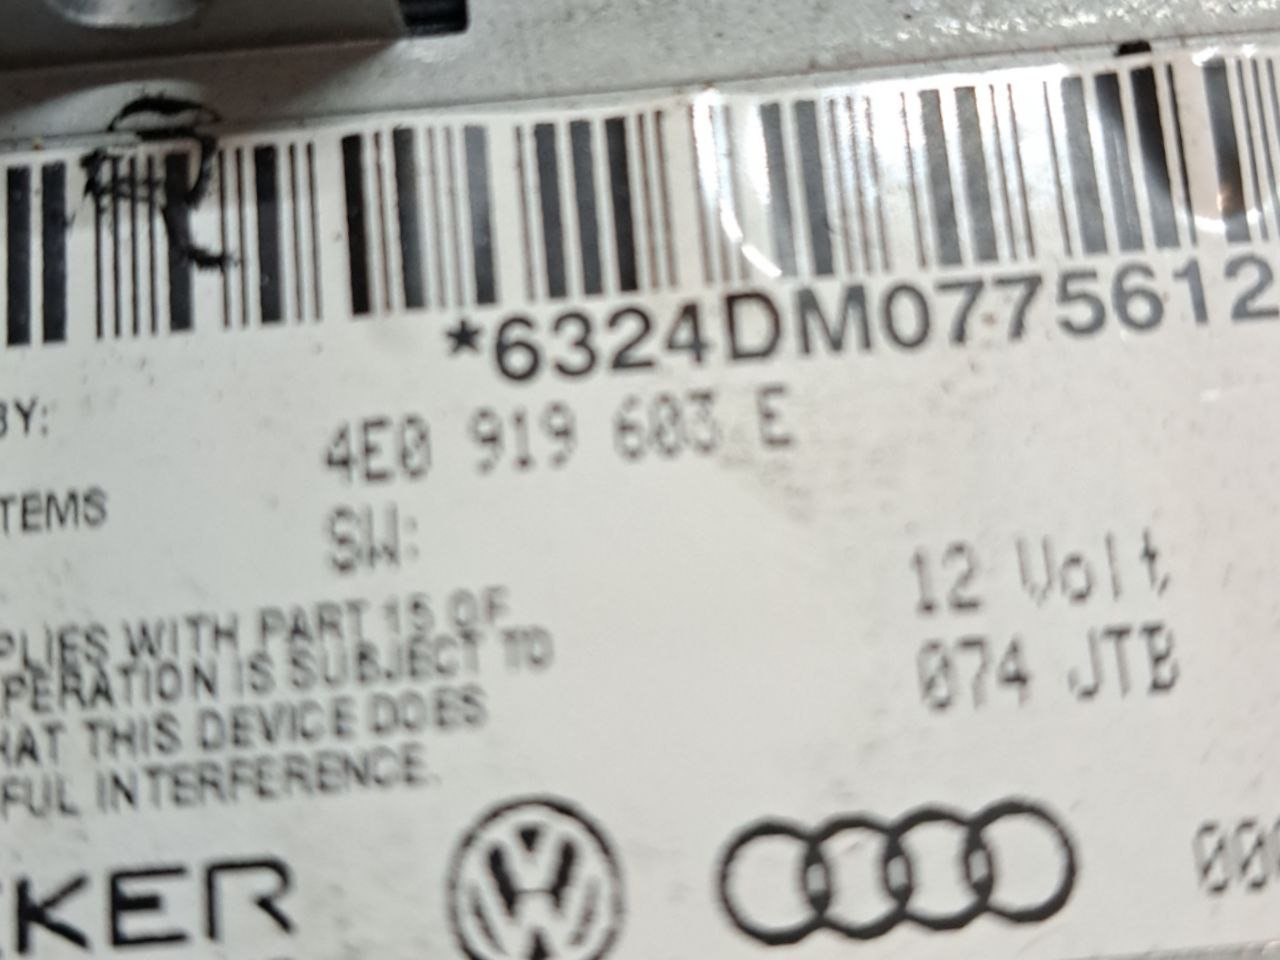 *6324DM0775612
BY:
4E0 919 603 E
TEMS
SW:
12 Volt
PLIES WITH PART 15 OF
PERATION IS SUBJECT TO
074 JTB
HAT THIS DEVICE DOES
FUL INTERFERENCE.
KER
00